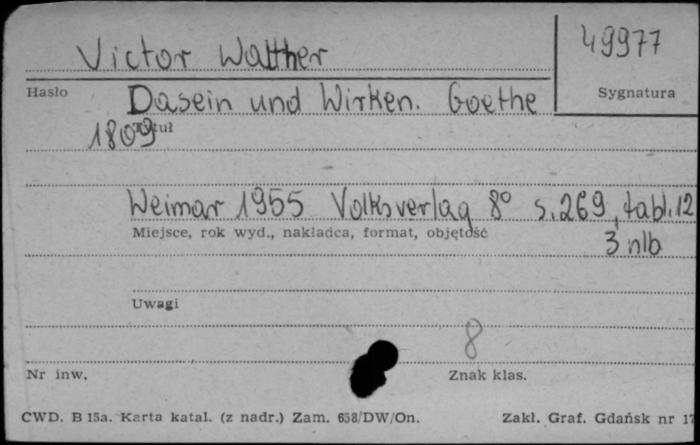 Victor Walther
49977
Hasło
Sygnatura
Dasein und Wirken. Goethe
1809
Tytuł
Weimar 1955 Volksverlag 8° s. 269, tabl. 12
Miejsce, rok wyd., nakładca, format, objętość
3 nlb
Uwagi
8
Nr inw.
Znak klas.
CWD. B 15a. Karta katal. (z nadr.) Zam. 658/DW/On.
Zakł. Graf. Gdańsk nr 17